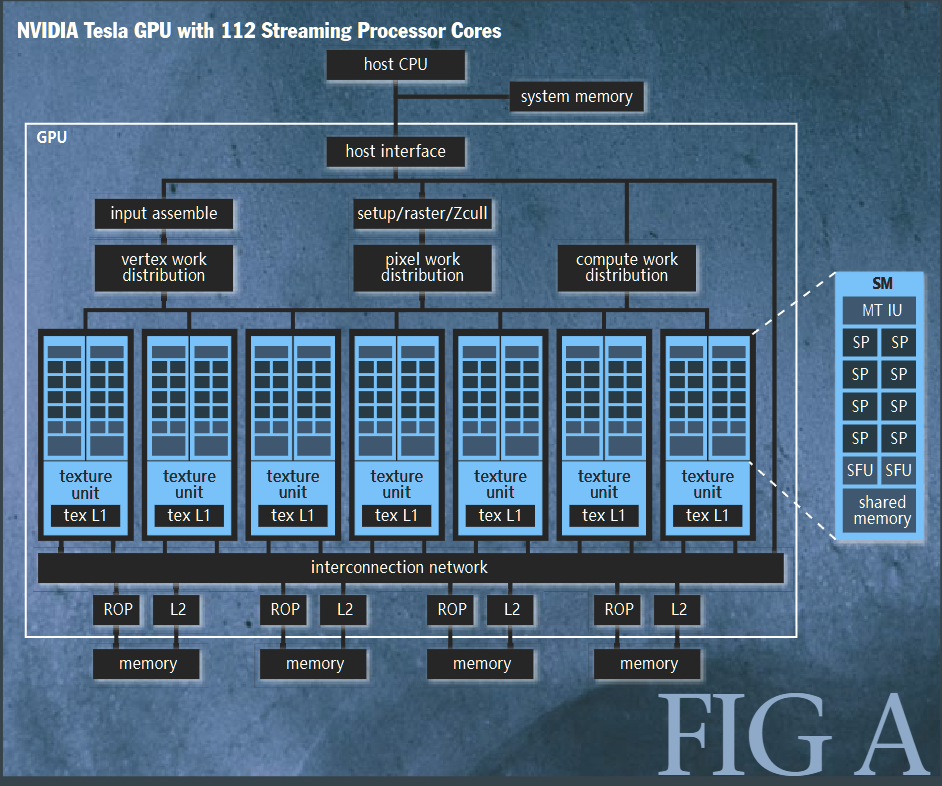 NVIDIA Tesla GPU with 112 Streaming Processor Cores
host CPU
system memory
GPU
host interface
input assemble
setup/raster/Zcull
vertex work
distribution
pixel work
distribution
compute work
distribution
SM
MT IU
SP SP
SP SP
SP SP
SP SP
SFU SFU
shared
memory
texture
unit
tex L1
texture
unit
tex L1
texture
unit
tex L1
texture
unit
tex L1
texture
unit
tex L1
texture
unit
tex L1
texture
unit
tex L1
interconnection network
ROP L2 ROP L2 ROP L2 ROP L2
memory memory memory memory
FIG A